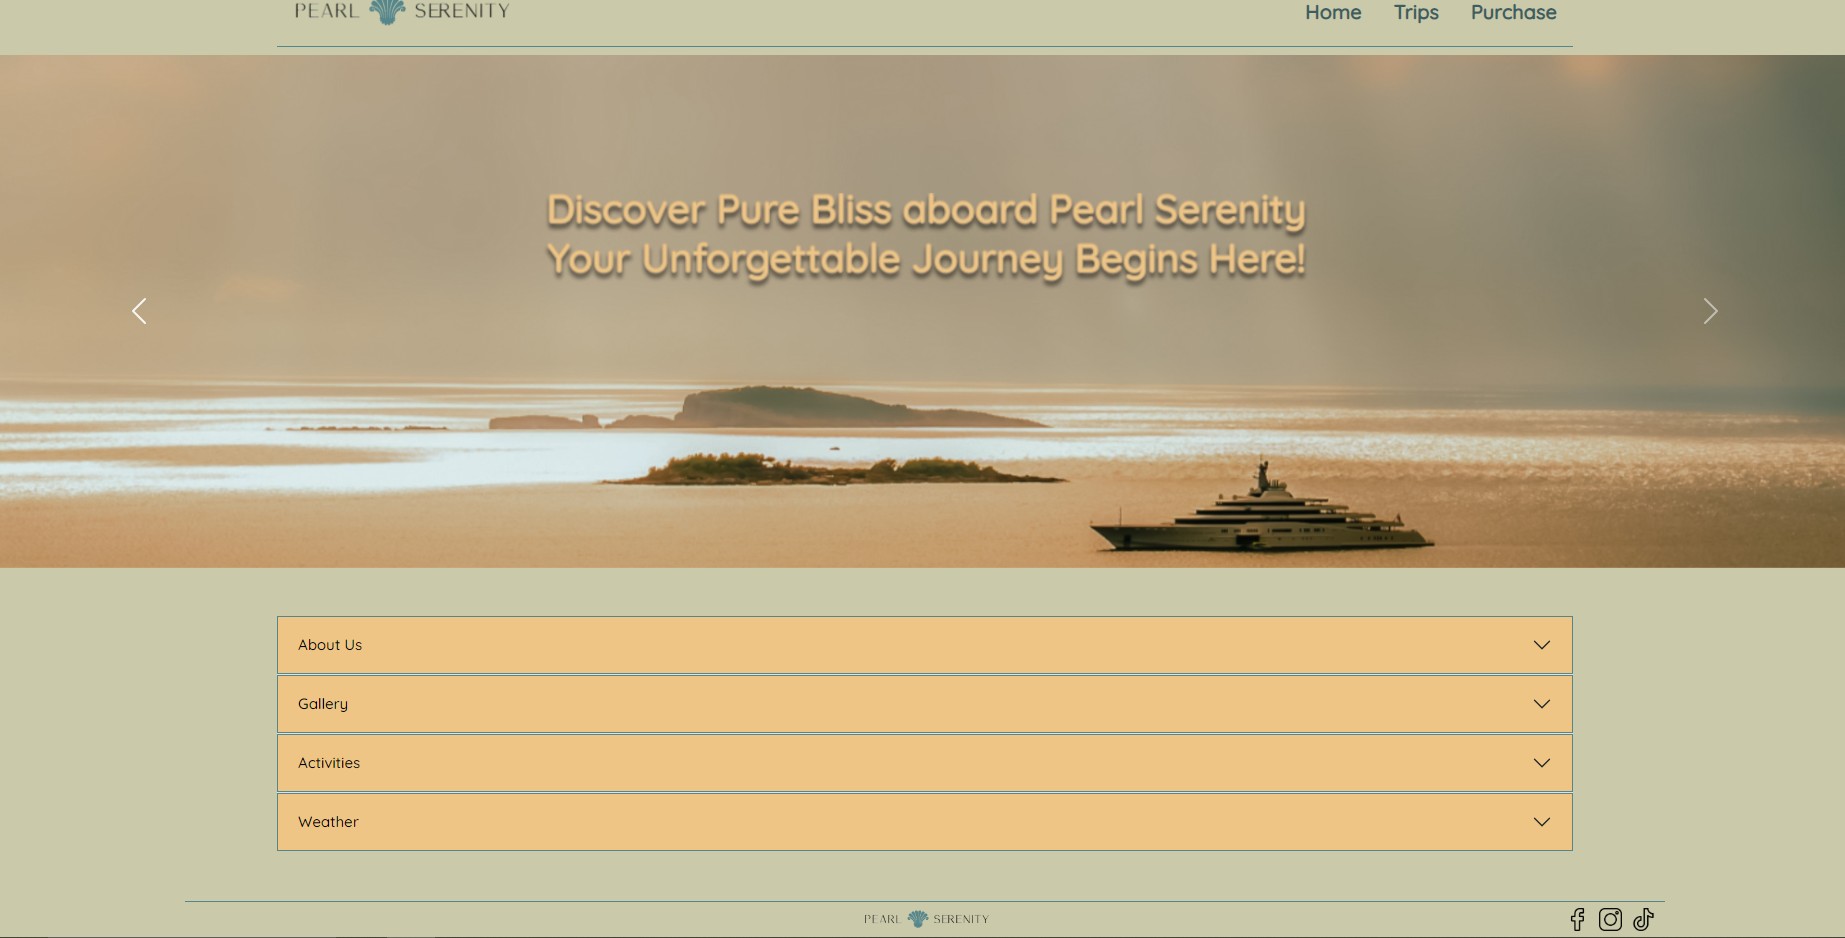 PEARL SERENITY
Home Trips Purchase
Discover Pure Bliss aboard Pearl Serenity
Your Unforgettable Journey Begins Here!
About Us
Gallery
Activities
Weather
PEARL SERENITY